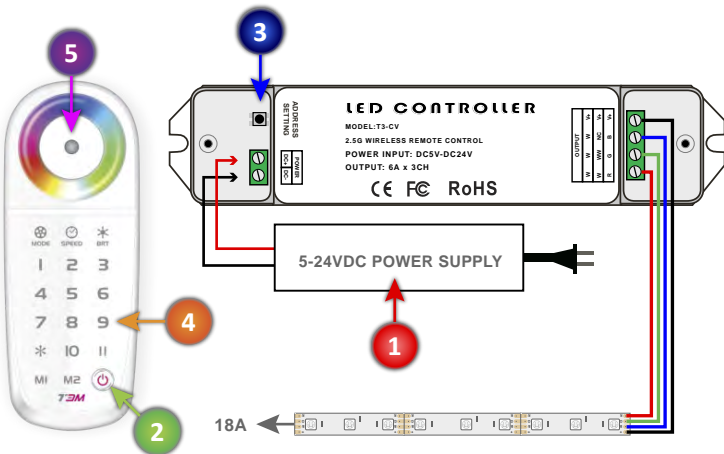 5
MODE SPEED BRT
1 2 3
4 5 6
7 8 9
4
* 10 11
M1 M2
T3M
2
3
ADDRESS
SETTING
POWER
DC+ DC-
LED CONTROLLER
MODEL:T3-CV
2.5G WIRELESS REMOTE CONTROL
POWER INPUT: DC5V-DC24V
OUTPUT: 6A x 3CH
CE FC RoHS
OUTPUT
V+ V+
W NC B
W WW G
W W R
5-24VDC POWER SUPPLY
1
18A